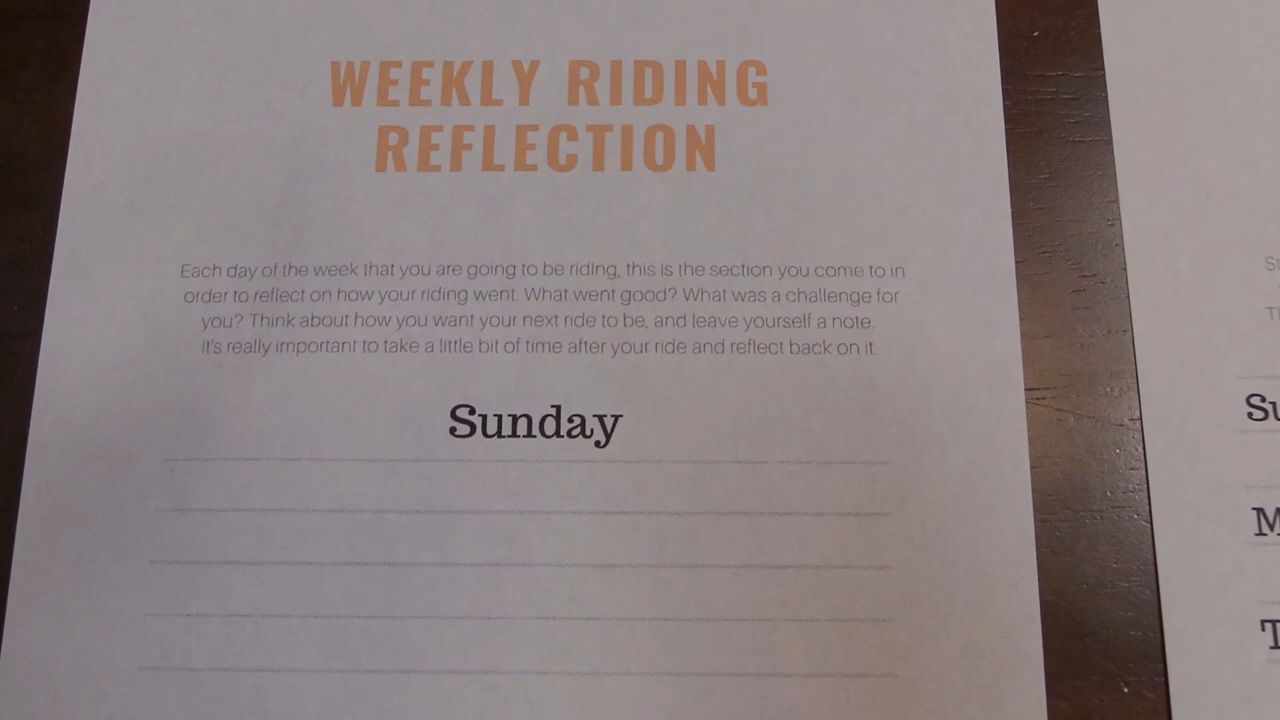 WEEKLY RIDING
REFLECTION
Each day of the week that you are going to be riding, this is the section you come to in
order to reflect on how your riding went. What went good? What was a challenge for
you? Think about how you want your next ride to be, and leave yourself a note.
It's really important to take a little bit of time after your ride and reflect back on it.
Sunday